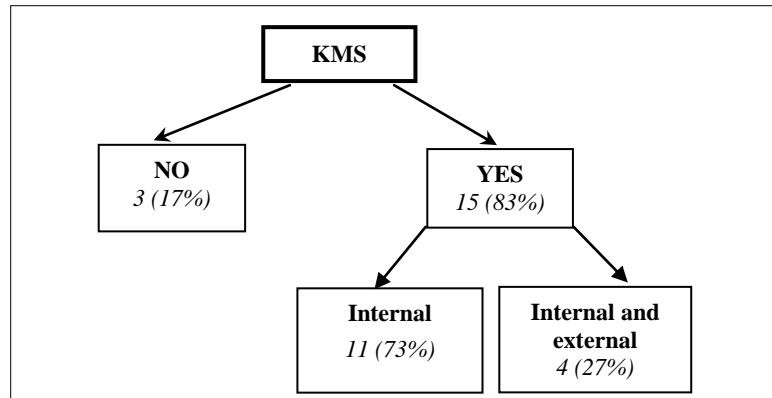 KMS
NO
3 (17%)
YES
15 (83%)
Internal
11 (73%)
Internal and
external
4 (27%)